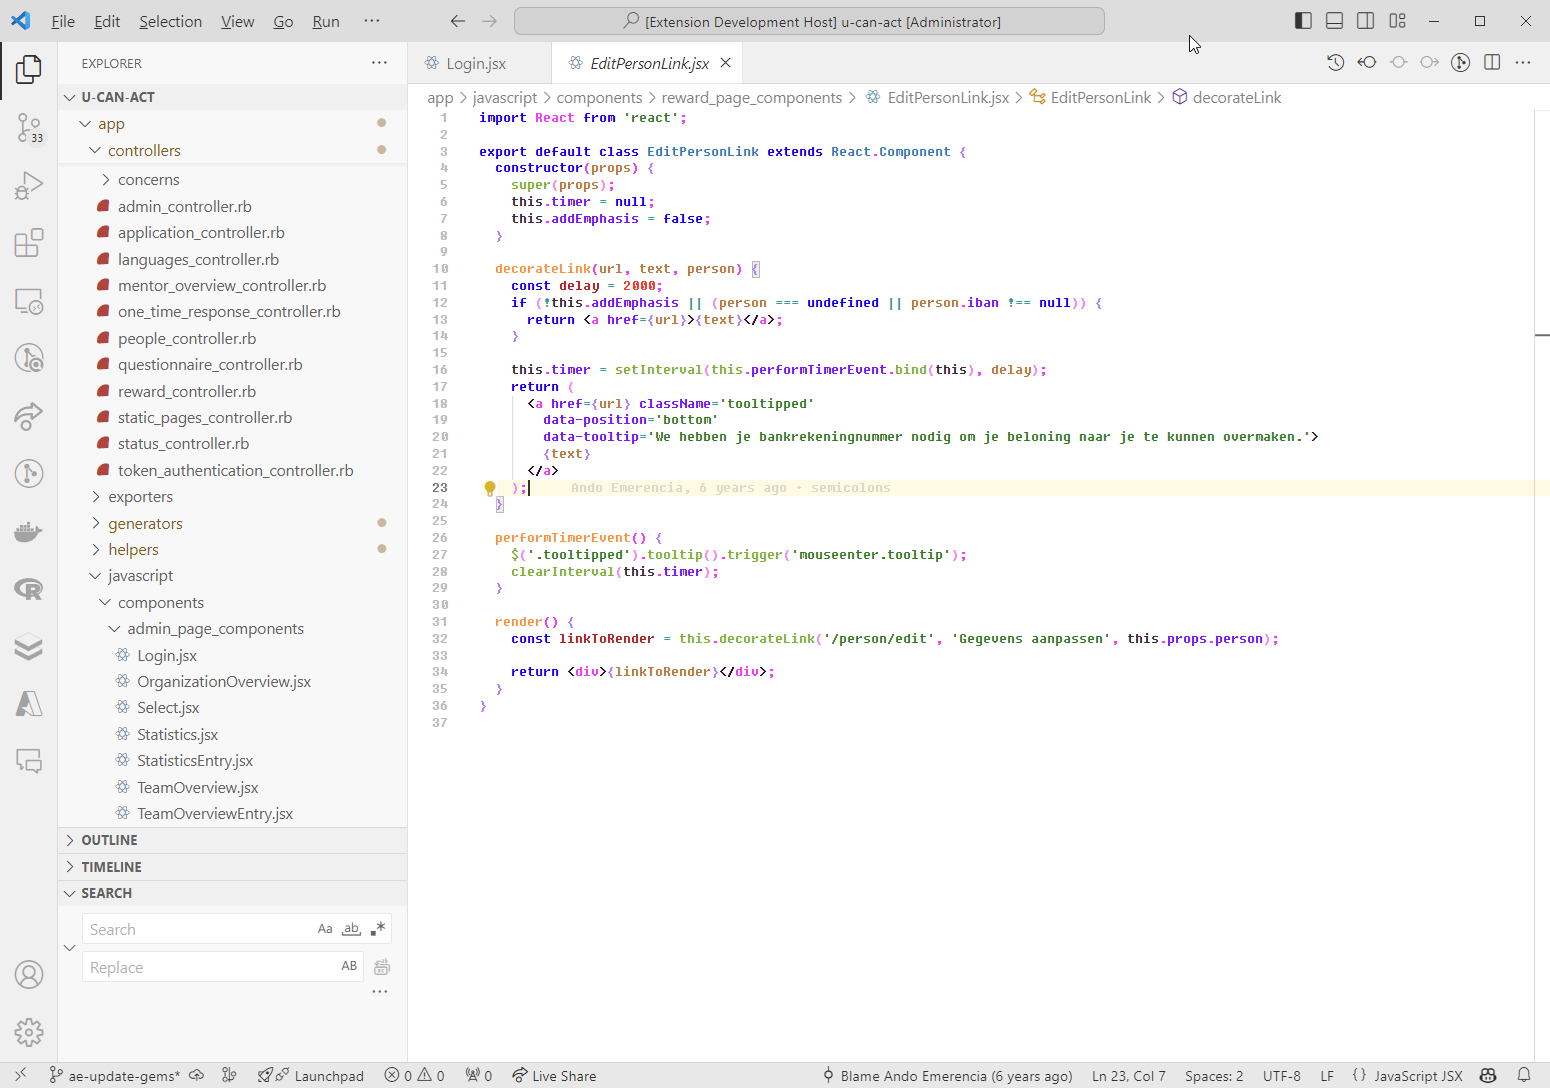 File Edit Selection View Go Run ···
[Extension Development Host] u-can-act [Administrator]
EXPLORER
Login.jsx
EditPersonLink.jsx
U-CAN-ACT
app > javascript > components > reward_page_components > EditPersonLink.jsx > EditPersonLink > decorateLink
app
controllers
33
concerns
admin_controller.rb
application_controller.rb
languages_controller.rb
mentor_overview_controller.rb
one_time_response_controller.rb
people_controller.rb
questionnaire_controller.rb
reward_controller.rb
static_pages_controller.rb
status_controller.rb
token_authentication_controller.rb
exporters
generators
helpers
javascript
components
admin_page_components
Login.jsx
OrganizationOverview.jsx
Select.jsx
Statistics.jsx
StatisticsEntry.jsx
TeamOverview.jsx
TeamOverviewEntry.jsx
OUTLINE
TIMELINE
SEARCH
Search Aa ab
Replace AB
1 import React from 'react';
2
3 export default class EditPersonLink extends React.Component {
4 constructor(props) {
5 super(props);
6 this.timer = null;
7 this.addEmphasis = false;
8 }
9
10 decorateLink(url, text, person) {
11 const delay = 2000;
12 if (!this.addEmphasis || (person === undefined || person.iban !== null)) {
13 return <a href={url}>{text}</a>;
14 }
15
16 this.timer = setInterval(this.performTimerEvent.bind(this), delay);
17 return (
18 <a href={url} className='tooltipped'
19 data-position='bottom'
20 data-tooltip='We hebben je bankrekeningnummer nodig om je beloning naar je te kunnen overmaken.'>
21 {text}
22 </a>
23 ); Ando Emerencia, 6 years ago • semicolons
24 }
25
26 performTimerEvent() {
27 $('.tooltipped').tooltip().trigger('mouseenter.tooltip');
28 clearInterval(this.timer);
29 }
30
31 render() {
32 const linkToRender = this.decorateLink('/person/edit', 'Gegevens aanpassen', this.props.person);
33
34 return <div>{linkToRender}</div>;
35 }
36 }
37
ae-update-gems* Launchpad 0 0 0 Live Share Blame Ando Emerencia (6 years ago) Ln 23, Col 7 Spaces: 2 UTF-8 LF {} JavaScript JSX